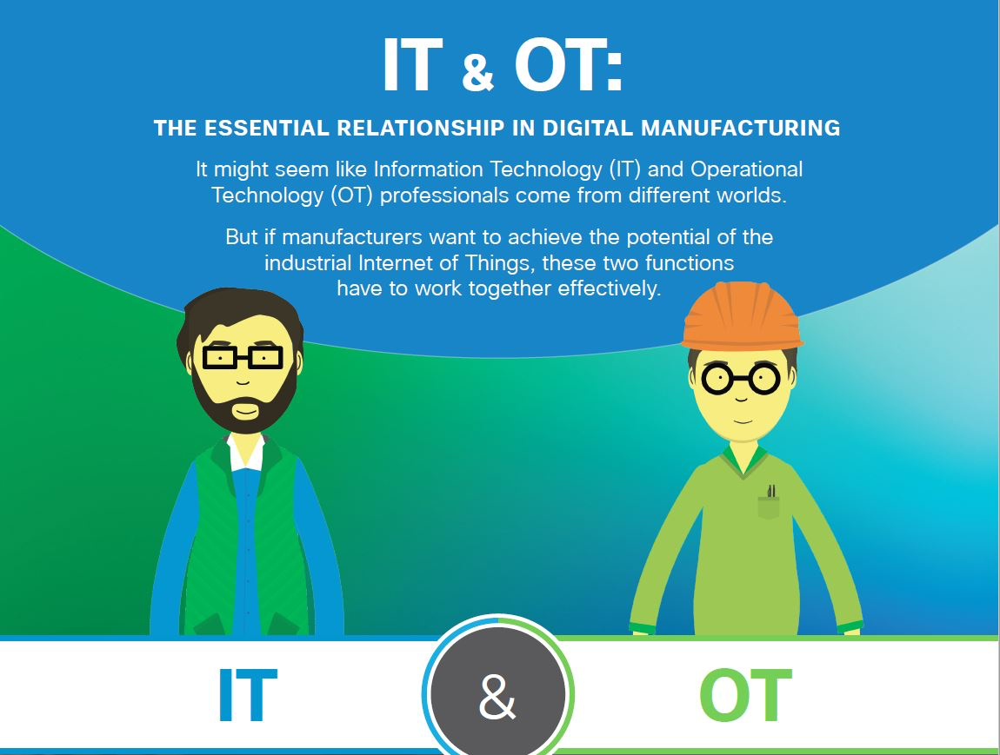 IT & OT:
THE ESSENTIAL RELATIONSHIP IN DIGITAL MANUFACTURING
It might seem like Information Technology (IT) and Operational
Technology (OT) professionals come from different worlds.
But if manufacturers want to achieve the potential of the
industrial Internet of Things, these two functions
have to work together effectively.
IT & OT